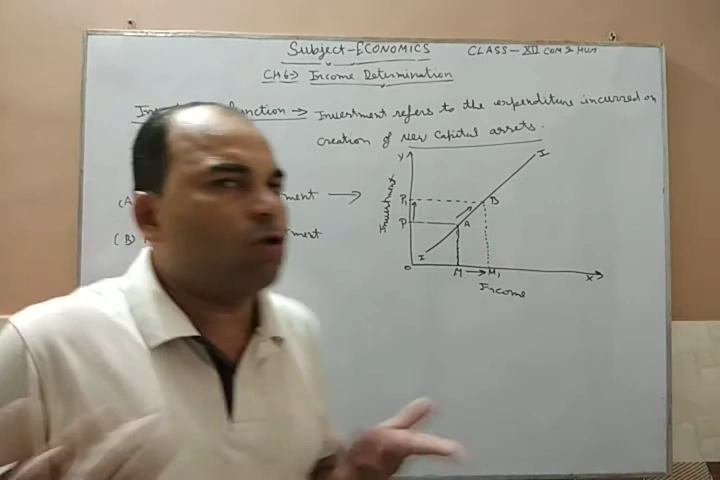 Subject-ECONOMICS CLASS-XII COM & HUM
CH6→ Income Determination
function → Investment refers to the expenditure incurred on
creation of New Capital assets.
(A) → 
(B)
Y
I
Investment
P1
B
P
A
I
O
M → M1
X
Income